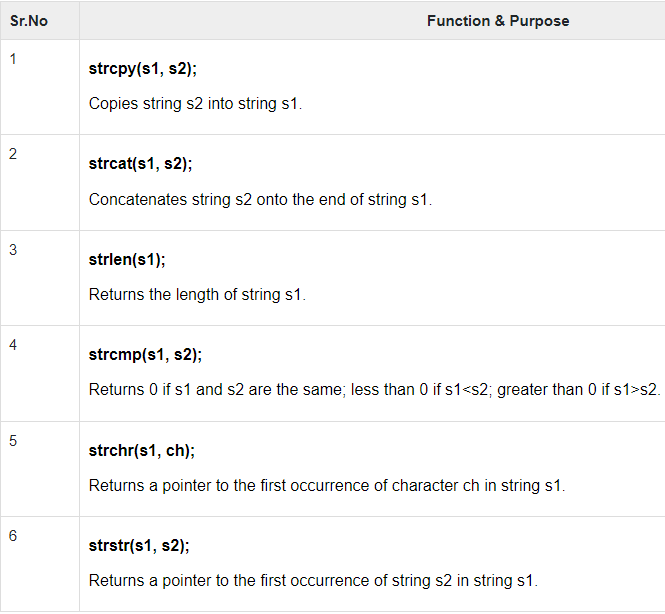 Sr.No Function & Purpose
1
strcpy(s1, s2);
Copies string s2 into string s1.
2
strcat(s1, s2);
Concatenates string s2 onto the end of string s1.
3
strlen(s1);
Returns the length of string s1.
4
strcmp(s1, s2);
Returns 0 if s1 and s2 are the same; less than 0 if s1<s2; greater than 0 if s1>s2.
5
strchr(s1, ch);
Returns a pointer to the first occurrence of character ch in string s1.
6
strstr(s1, s2);
Returns a pointer to the first occurrence of string s2 in string s1.